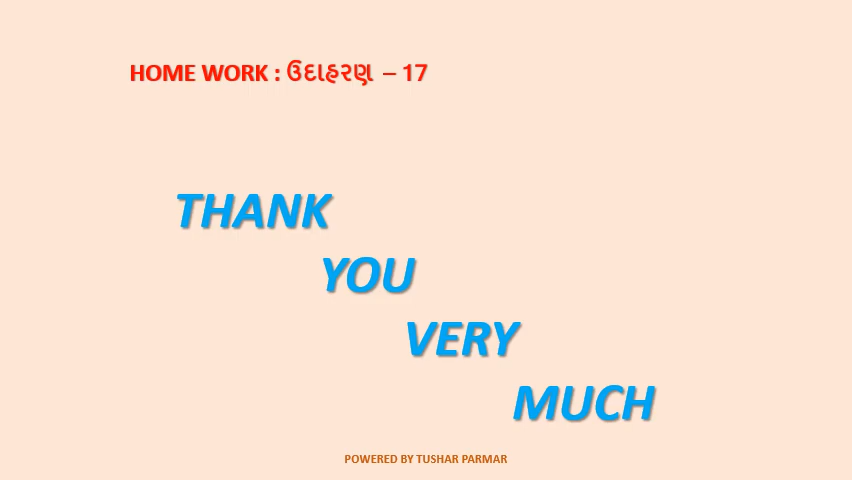 HOME WORK : ઉદાહરણ – 17
THANK
YOU
VERY
MUCH
POWERED BY TUSHAR PARMAR